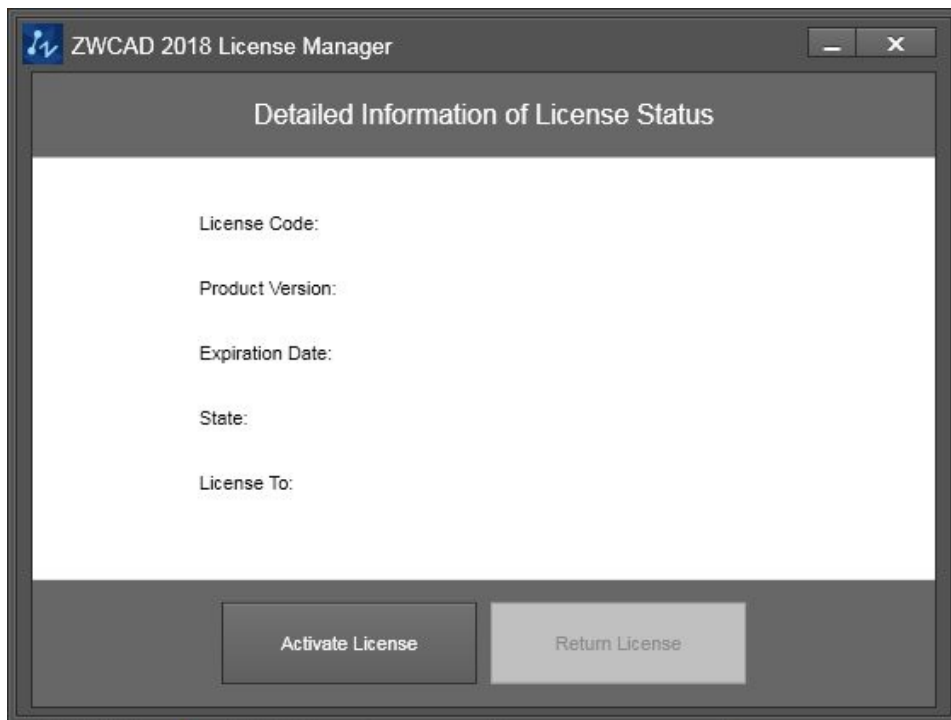 ZWCAD 2018 License Manager
Detailed Information of License Status
License Code:
Product Version:
Expiration Date:
State:
License To:
Activate License
Return License